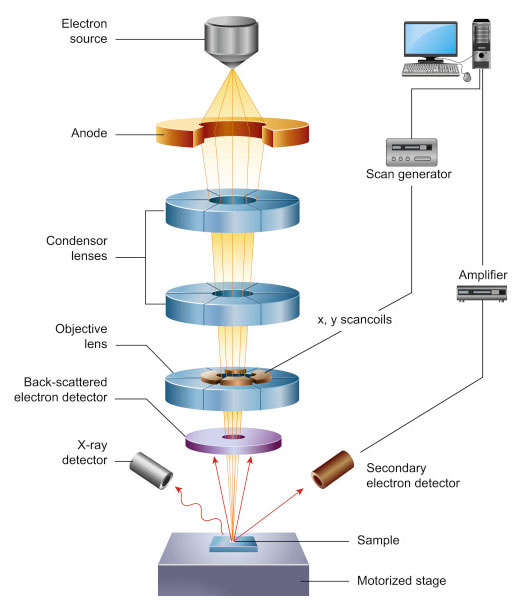 Electron
source
Anode
Scan generator
Condensor
lenses
Amplifier
x, y scancoils
Objective
lens
Back-scattered
electron detector
X-ray
detector
Secondary
electron detector
Sample
Motorized stage